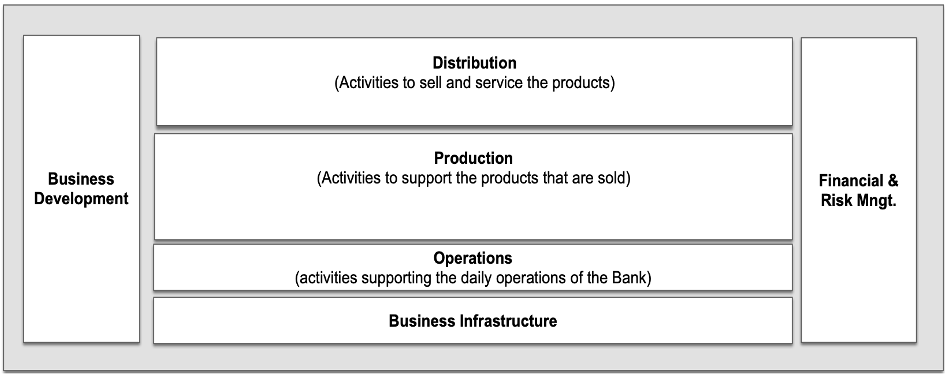 Business
Development
Distribution
(Activities to sell and service the products)
Production
(Activities to support the products that are sold)
Operations
(activities supporting the daily operations of the Bank)
Business Infrastructure
Financial &
Risk Mngt.